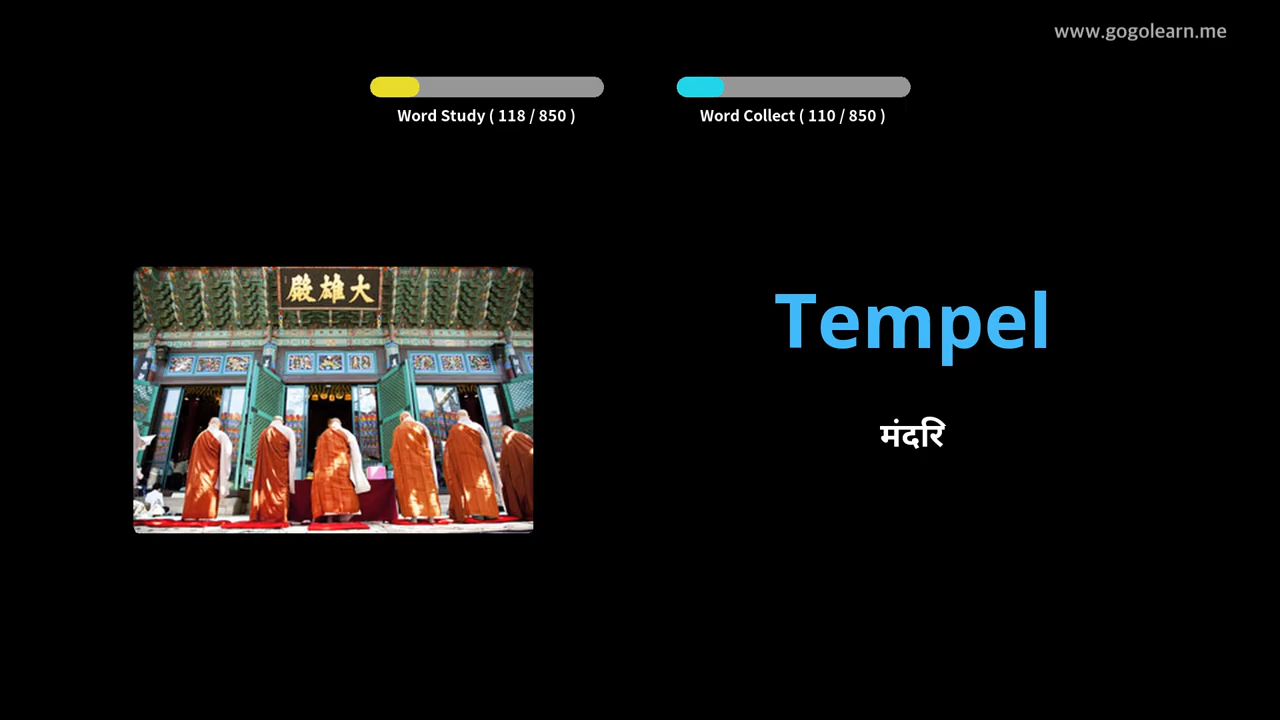 www.gogolearn.me
Word Study ( 118 / 850 )
Word Collect ( 110 / 850 )
大雄殿
Tempel
मंदरि